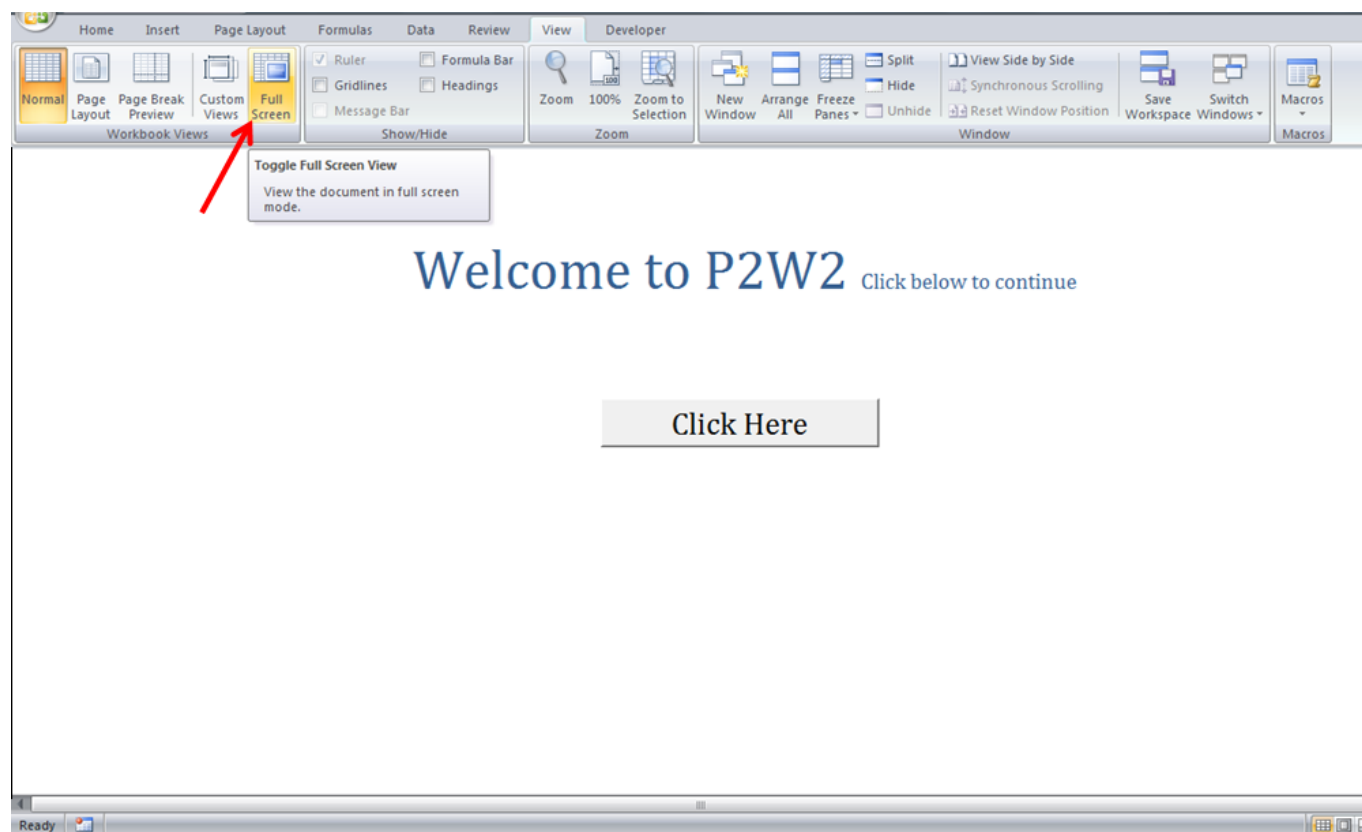 Home Insert Page Layout Formulas Data Review View Developer
Normal Page Layout Page Break Preview Custom Views Full Screen
Workbook Views
Ruler Formula Bar
Gridlines Headings
Message Bar
Show/Hide
Zoom 100% Zoom to Selection
Zoom
New Window Arrange All Freeze Panes
Split
Hide
Unhide
View Side by Side
Synchronous Scrolling
Reset Window Position
Save Workspace Switch Windows
Window
Macros
Macros
Toggle Full Screen View
View the document in full screen
mode.
Welcome to P2W2 Click below to continue
Click Here
Ready